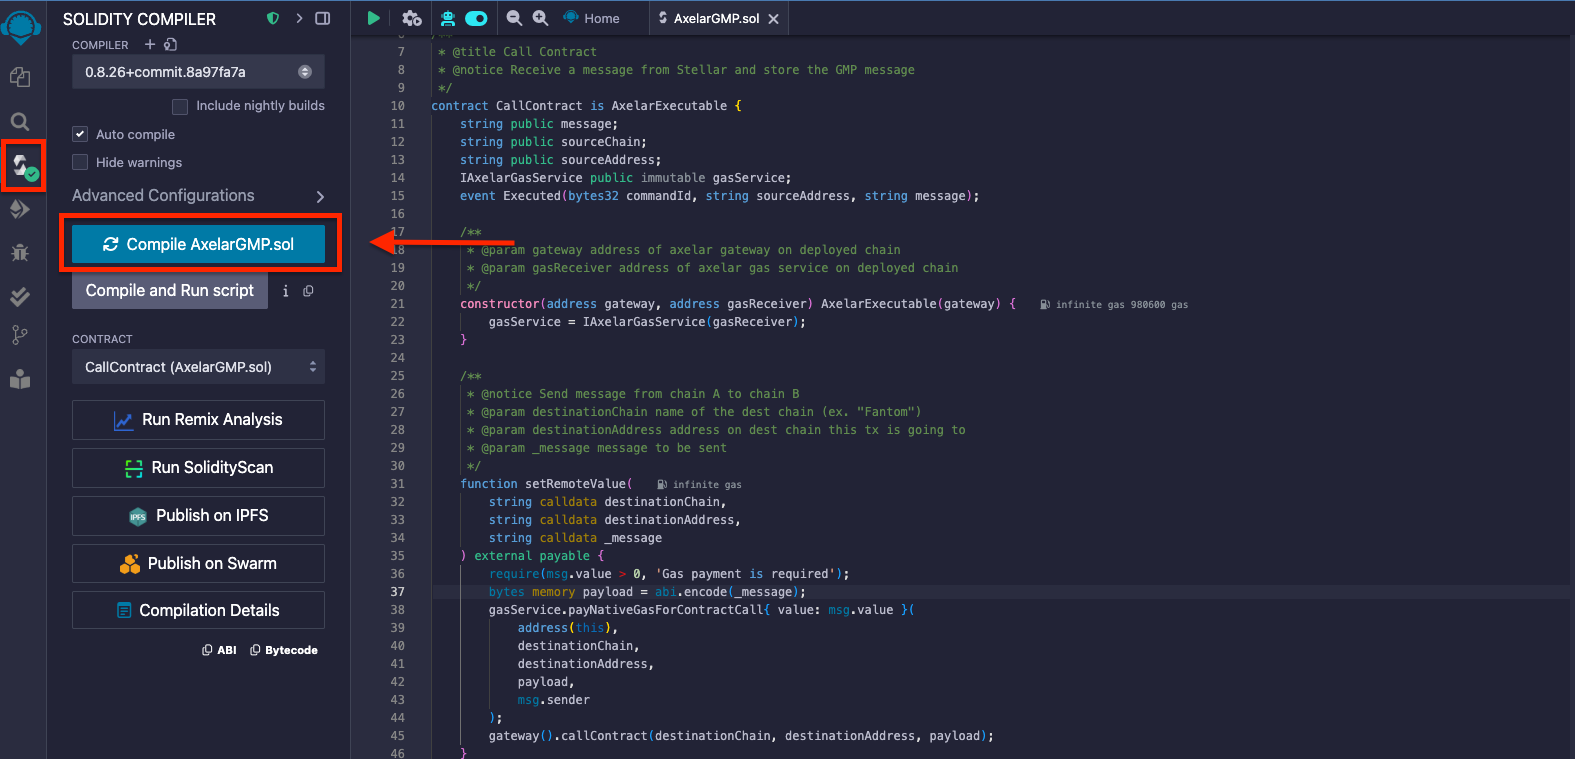 SOLIDITY COMPILER
COMPILER
0.8.26+commit.8a97fa7a
Include nightly builds
Auto compile
Hide warnings
Advanced Configurations
Compile AxelarGMP.sol
Compile and Run script
i
CONTRACT
CallContract (AxelarGMP.sol)
Run Remix Analysis
Run SolidityScan
IPFS Publish on IPFS
Publish on Swarm
Compilation Details
ABI Bytecode
Home AxelarGMP.sol
7 * @title Call Contract
8 * @notice Receive a message from Stellar and store the GMP message
9 */
10 contract CallContract is AxelarExecutable {
11 string public message;
12 string public sourceChain;
13 string public sourceAddress;
14 IAxelarGasService public immutable gasService;
15 event Executed(bytes32 commandId, string sourceAddress, string message);
16
17 /**
18 * @param gateway address of axelar gateway on deployed chain
19 * @param gasReceiver address of axelar gas service on deployed chain
20 */
21 constructor(address gateway, address gasReceiver) AxelarExecutable(gateway) { infinite gas 980600 gas
22 gasService = IAxelarGasService(gasReceiver);
23 }
24
25 /**
26 * @notice Send message from chain A to chain B
27 * @param destinationChain name of the dest chain (ex. "Fantom")
28 * @param destinationAddress address on dest chain this tx is going to
29 * @param _message message to be sent
30 */
31 function setRemoteValue( infinite gas
32 string calldata destinationChain,
33 string calldata destinationAddress,
34 string calldata _message
35 ) external payable {
36 require(msg.value > 0, 'Gas payment is required');
37 bytes memory payload = abi.encode(_message);
38 gasService.payNativeGasForContractCall{ value: msg.value }(
39 address(this),
40 destinationChain,
41 destinationAddress,
42 payload,
43 msg.sender
44 );
45 gateway().callContract(destinationChain, destinationAddress, payload);
46 }